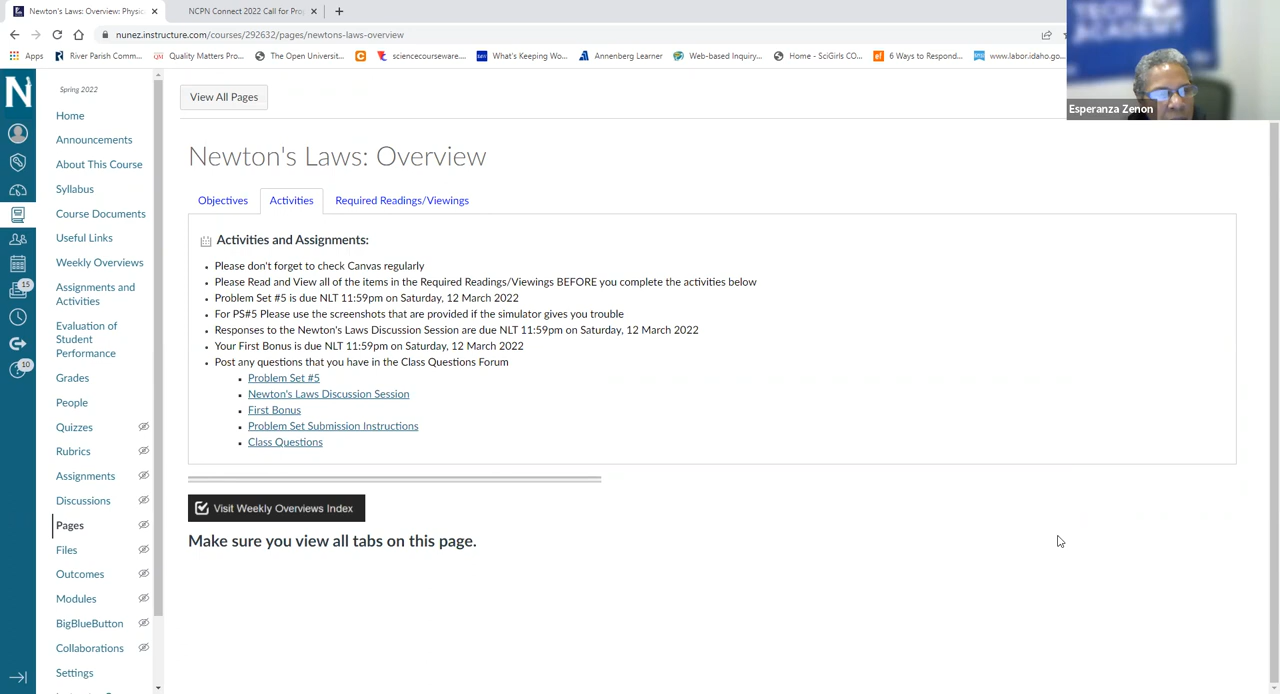 Newton's Laws: Overview: Physi
NCPN Connect 2022 Call for Prop
nunez.instructure.com/courses/292632/pages/newtons-laws-overview
Apps
River Parish Comm...
Quality Matters Pro...
The Open Universit...
sciencecourseware...
What's Keeping Wo...
Annenberg Learner
Web-based Inquiry...
Home - SciGirls CO...
6 Ways to Respond...
www.labor.idaho.go...
TECH
ACADEMY
Esperanza Zenon
N
15
10
Spring 2022
Home
Announcements
About This Course
Syllabus
Course Documents
Useful Links
Weekly Overviews
Assignments and
Activities
Evaluation of
Student
Performance
Grades
People
Quizzes
Rubrics
Assignments
Discussions
Pages
Files
Outcomes
Modules
BigBlueButton
Collaborations
Settings
View All Pages
Newton's Laws: Overview
Objectives
Activities
Required Readings/Viewings
Activities and Assignments:
Please don't forget to check Canvas regularly
Please Read and View all of the items in the Required Readings/Viewings BEFORE you complete the activities below
Problem Set #5 is due NLT 11:59pm on Saturday, 12 March 2022
For PS#5 Please use the screenshots that are provided if the simulator gives you trouble
Responses to the Newton's Laws Discussion Session are due NLT 11:59pm on Saturday, 12 March 2022
Your First Bonus is due NLT 11:59pm on Saturday, 12 March 2022
Post any questions that you have in the Class Questions Forum
Problem Set #5
Newton's Laws Discussion Session
First Bonus
Problem Set Submission Instructions
Class Questions
Visit Weekly Overviews Index
Make sure you view all tabs on this page.